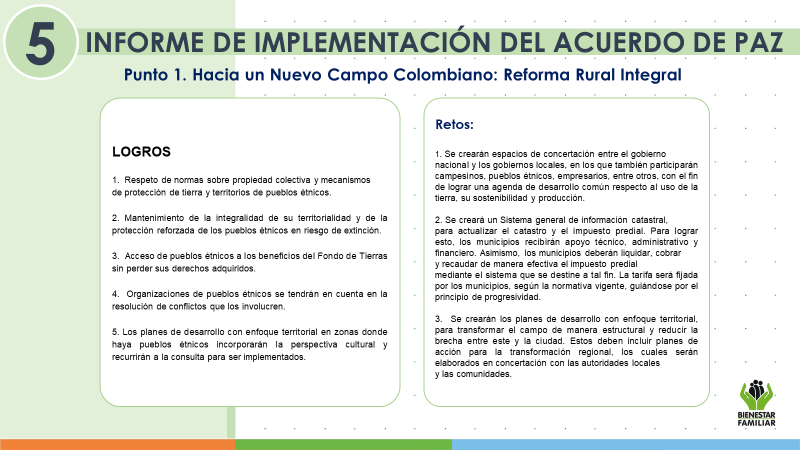 5
INFORME DE IMPLEMENTACIÓN DEL ACUERDO DE PAZ
Punto 1. Hacia un Nuevo Campo Colombiano: Reforma Rural Integral
LOGROS
1. Respeto de normas sobre propiedad colectiva y mecanismos
de protección de tierra y territorios de pueblos étnicos.
2. Mantenimiento de la integralidad de su territorialidad y de la
protección reforzada de los pueblos étnicos en riesgo de extinción.
3. Acceso de pueblos étnicos a los beneficios del Fondo de Tierras
sin perder sus derechos adquiridos.
4. Organizaciones de pueblos étnicos se tendrán en cuenta en la
resolución de conflictos que los involucren.
5. Los planes de desarrollo con enfoque territorial en zonas donde
haya pueblos étnicos incorporarán la perspectiva cultural y
recurrirán a la consulta para ser implementados.
Retos:
1. Se crearán espacios de concertación entre el gobierno
nacional y los gobiernos locales, en los que también participarán
campesinos, pueblos étnicos, empresarios, entre otros, con el fin
de lograr una agenda de desarrollo común respecto al uso de la
tierra, su sostenibilidad y producción.
2. Se creará un Sistema general de información catastral,
para actualizar el catastro y el impuesto predial. Para lograr
esto, los municipios recibirán apoyo técnico, administrativo y
financiero. Asimismo, los municipios deberán liquidar, cobrar
y recaudar de manera efectiva el impuesto predial
mediante el sistema que se destine a tal fin. La tarifa será fijada
por los municipios, según la normativa vigente, guiándose por el
principio de progresividad.
3. Se crearán los planes de desarrollo con enfoque territorial,
para transformar el campo de manera estructural y reducir la
brecha entre este y la ciudad. Estos deben incluir planes de
acción para la transformación regional, los cuales serán
elaborados en concertación con las autoridades locales
y las comunidades.
BIENESTAR
FAMILIAR